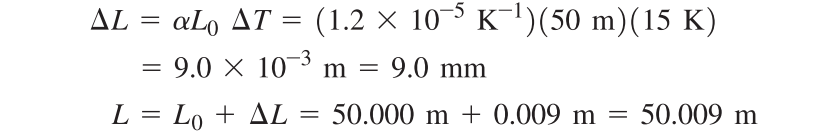 ΔL = αL₀ ΔT = (1.2 × 10⁻⁵ K⁻¹)(50 m)(15 K)
= 9.0 × 10⁻³ m = 9.0 mm
L = L₀ + ΔL = 50.000 m + 0.009 m = 50.009 m